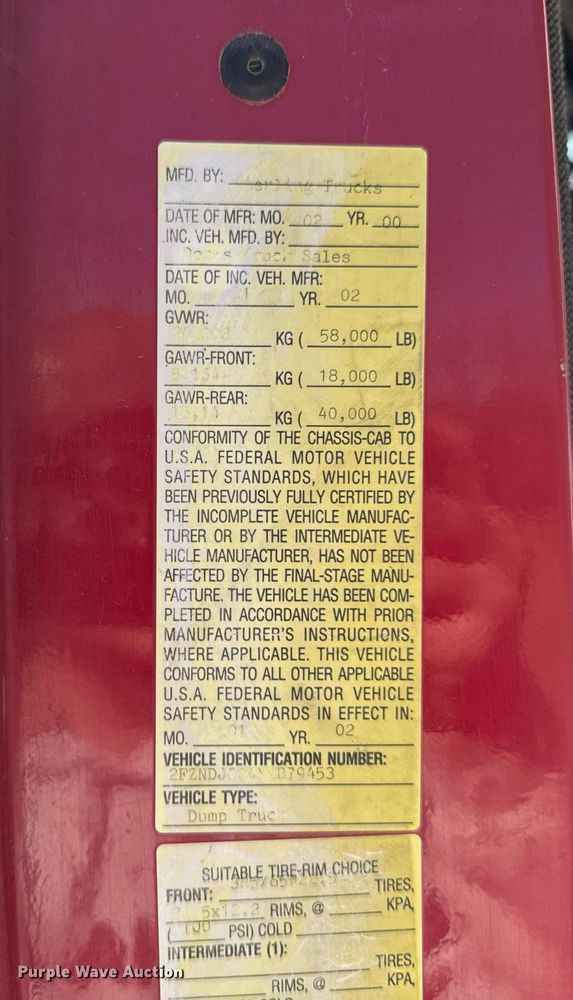 MFD. BY: Trucks
DATE OF MFR: MO. 02 YR. 00
INC. VEH. MFD. BY:
Sales
DATE OF INC. VEH. MFR:
MO. YR. 02
GVWR:
KG ( 58,000 LB)
GAWR-FRONT:
KG ( 18,000 LB)
GAWR-REAR:
KG ( 40,000 LB)
CONFORMITY OF THE CHASSIS-CAB TO
U.S.A. FEDERAL MOTOR VEHICLE
SAFETY STANDARDS, WHICH HAVE
BEEN PREVIOUSLY FULLY CERTIFIED BY
THE INCOMPLETE VEHICLE MANUFAC-
TURER OR BY THE INTERMEDIATE VE-
HICLE MANUFACTURER, HAS NOT BEEN
AFFECTED BY THE FINAL-STAGE MANU-
FACTURE. THE VEHICLE HAS BEEN COM-
PLETED IN ACCORDANCE WITH PRIOR
MANUFACTURER'S INSTRUCTIONS,
WHERE APPLICABLE. THIS VEHICLE
CONFORMS TO ALL OTHER APPLICABLE
U.S.A. FEDERAL MOTOR VEHICLE
SAFETY STANDARDS IN EFFECT IN:
MO. YR. 02
VEHICLE IDENTIFICATION NUMBER:
VEHICLE TYPE:
Dump Truc
SUITABLE TIRE-RIM CHOICE
FRONT: TIRES,
RIMS, @ KPA,
( 100 PSI) COLD
INTERMEDIATE (1):
TIRES,
RIMS, @ KPA,
Purple Wave Auction